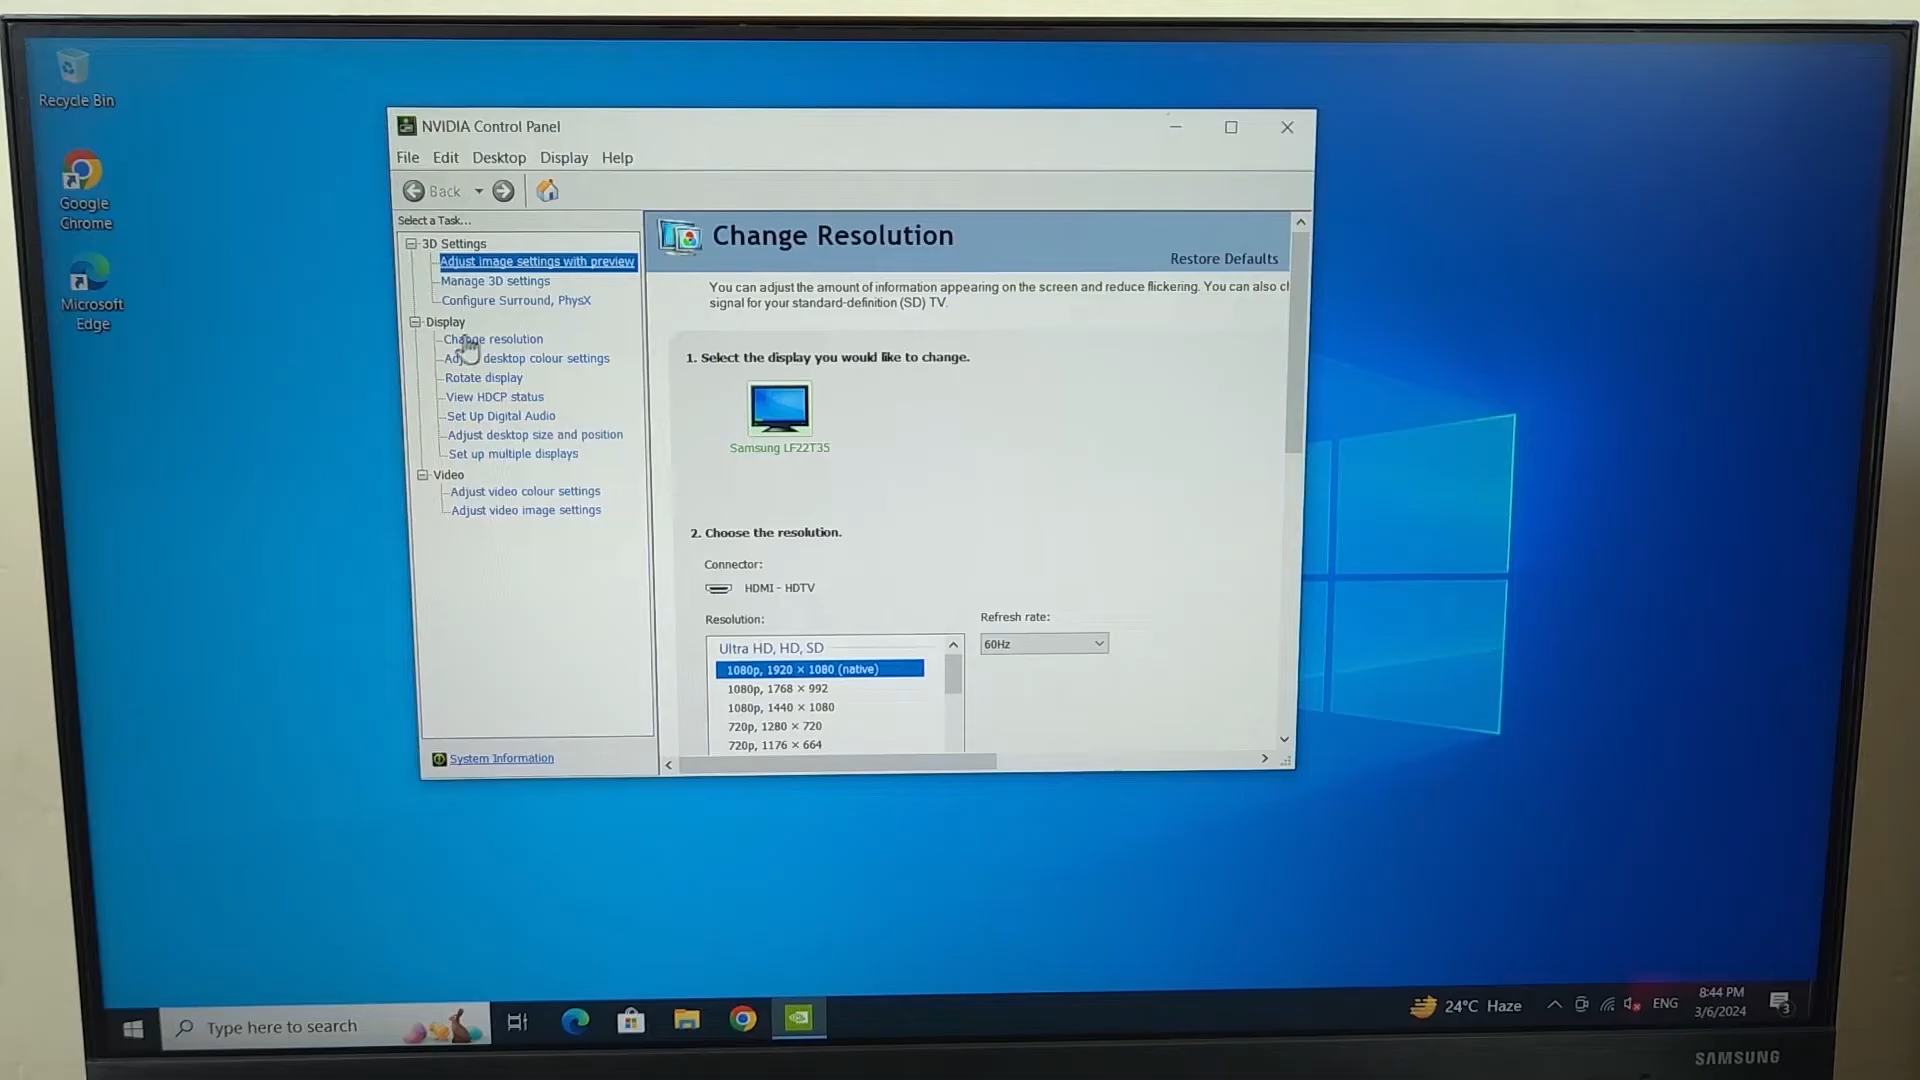 Recycle Bin
Google
Chrome
Microsoft
Edge
NVIDIA Control Panel
File Edit Desktop Display Help
Back
Select a Task...
3D Settings
Adjust image settings with preview
Manage 3D settings
Configure Surround, PhysX
Display
Change resolution
desktop colour settings
Rotate display
View HDCP status
Set Up Digital Audio
Adjust desktop size and position
Set up multiple displays
Video
Adjust video colour settings
Adjust video image settings
System Information
Change Resolution
Restore Defaults
You can adjust the amount of information appearing on the screen and reduce flickering. You can also
signal for your standard-definition (SD) TV.
1. Select the display you would like to change.
Samsung LF22T35
2. Choose the resolution.
Connector:
HDMI - HDTV
Resolution:
Refresh rate:
60Hz
Ultra HD, HD, SD
1080p, 1920 × 1080 (native)
1080p, 1768 × 992
1080p, 1440 × 1080
720p, 1280 × 720
720p, 1176 × 664
Type here to search
24°C Haze
ENG
8:44 PM
3/6/2024
3
SAMSUNG